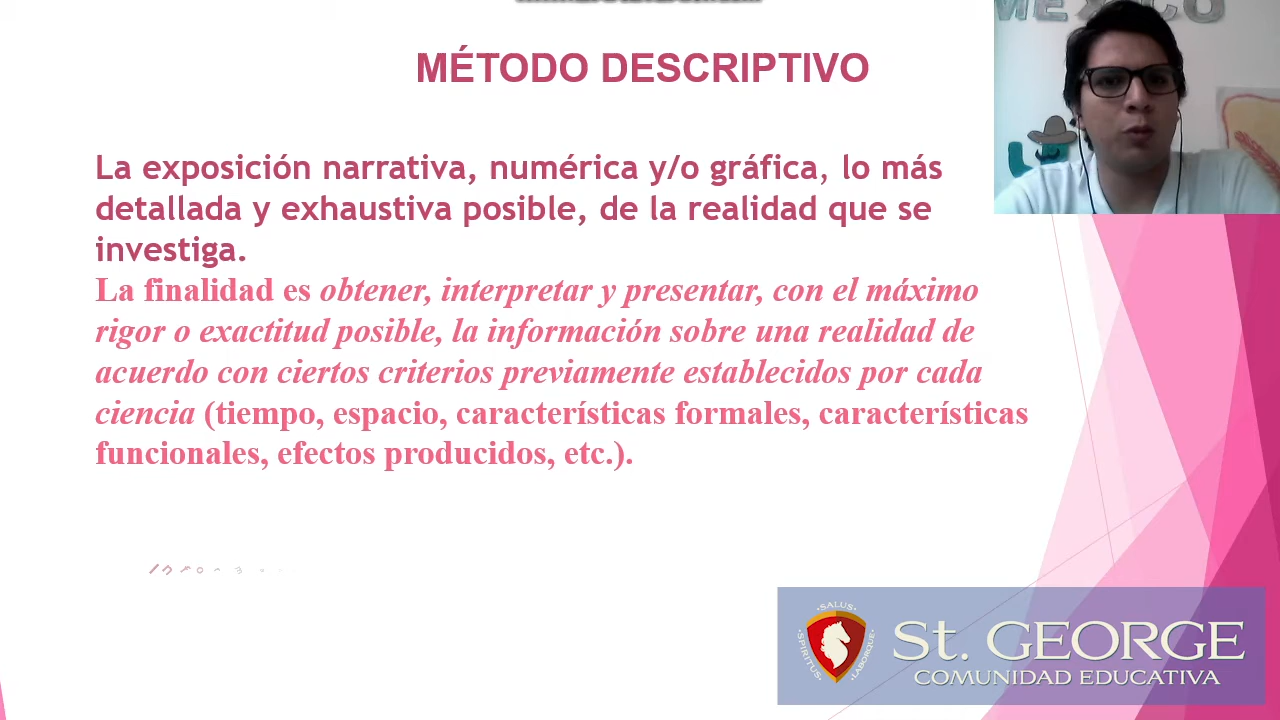 MÉXICO
MÉTODO DESCRIPTIVO
La exposición narrativa, numérica y/o gráfica, lo más
detallada y exhaustiva posible, de la realidad que se
investiga.
La finalidad es obtener, interpretar y presentar, con el máximo
rigor o exactitud posible, la información sobre una realidad de
acuerdo con ciertos criterios previamente establecidos por cada
ciencia (tiempo, espacio, características formales, características
funcionales, efectos producidos, etc.).
·SALUS·
·SPIRITUS·
LABORQUE·
St. GEORGE
COMUNIDAD EDUCATIVA